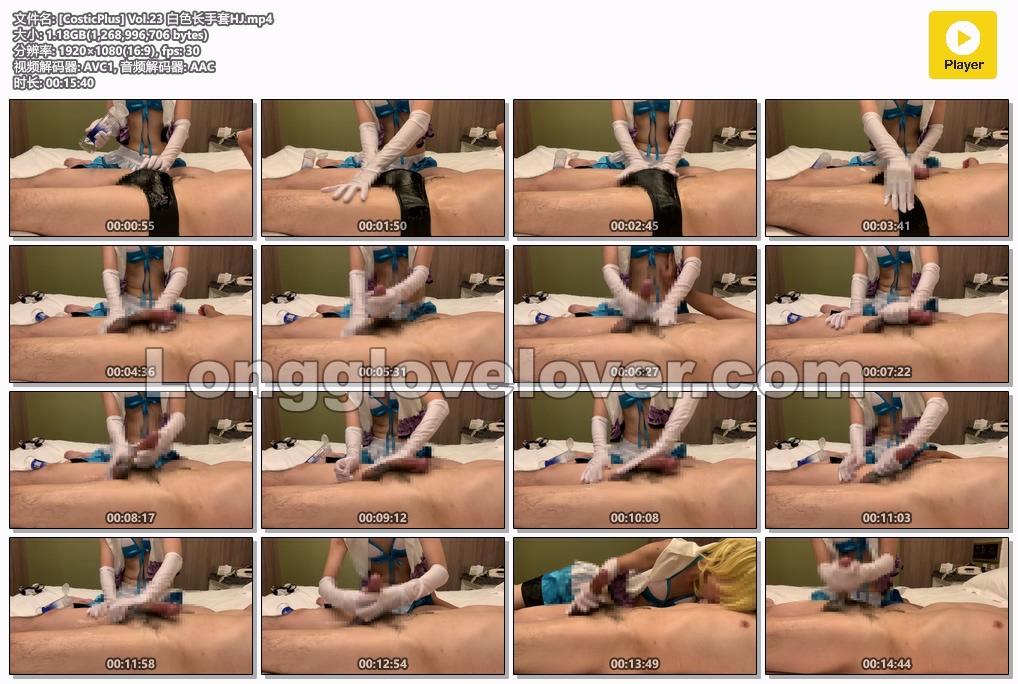 文件名: [CosticPlus] Vol.23 白色长手套HJ.mp4
大小: 1.18GB(1,268,996,706 bytes)
分辨率: 1920×1080(16:9), fps: 30
视频解码器: AVC1, 音频解码器: AAC
时长: 00:15:40
Player
00:00:55
00:01:50
00:02:45
00:03:41
00:04:36
00:05:31
00:06:27
00:07:22
Longglovelover.com
00:08:17
00:09:12
00:10:08
00:11:03
00:11:58
00:12:54
00:13:49
00:14:44